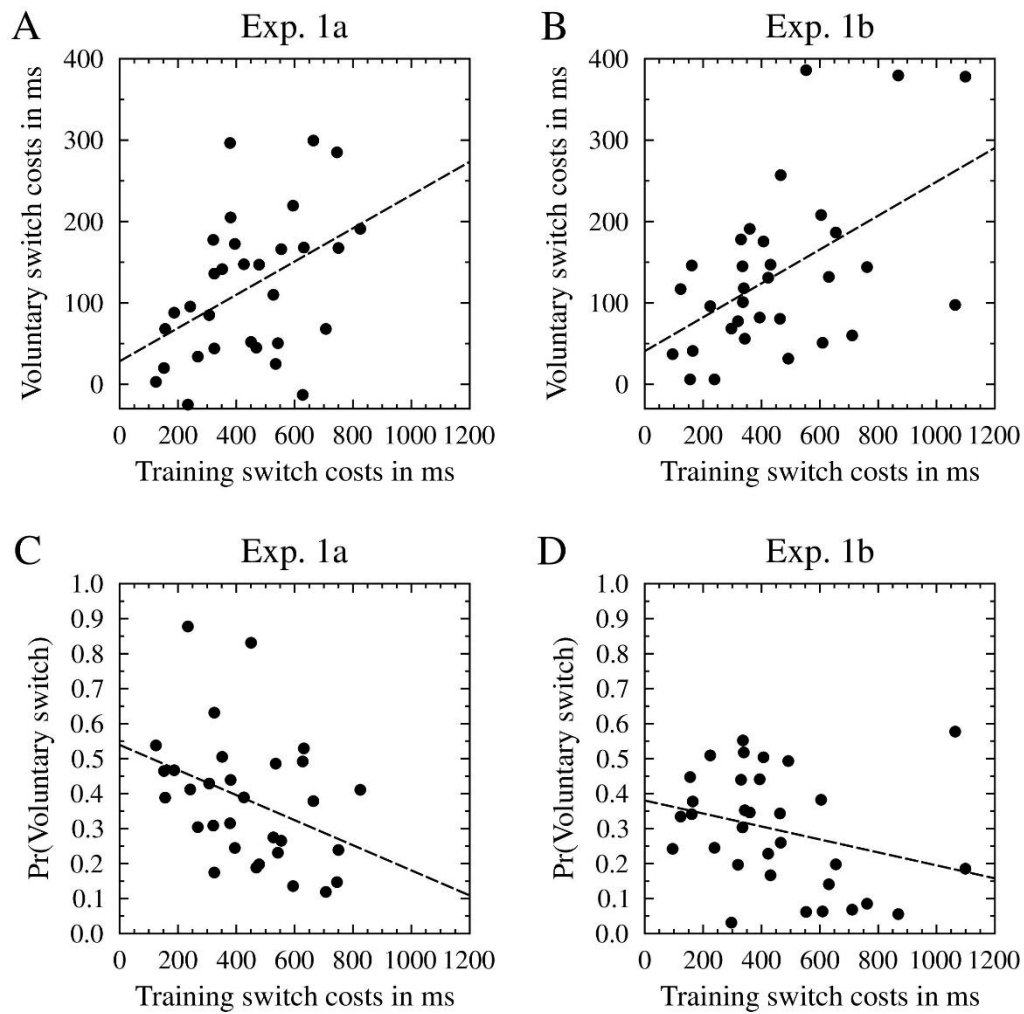 A
Exp. 1a
Voluntary switch costs in ms
400
300
200
100
0
0 200 400 600 800 1000 1200
Training switch costs in ms
B
Exp. 1b
Voluntary switch costs in ms
400
300
200
100
0
0 200 400 600 800 1000 1200
Training switch costs in ms
C
Exp. 1a
Pr(Voluntary switch)
1.0
0.9
0.8
0.7
0.6
0.5
0.4
0.3
0.2
0.1
0.0
0 200 400 600 800 1000 1200
Training switch costs in ms
D
Exp. 1b
Pr(Voluntary switch)
1.0
0.9
0.8
0.7
0.6
0.5
0.4
0.3
0.2
0.1
0.0
0 200 400 600 800 1000 1200
Training switch costs in ms